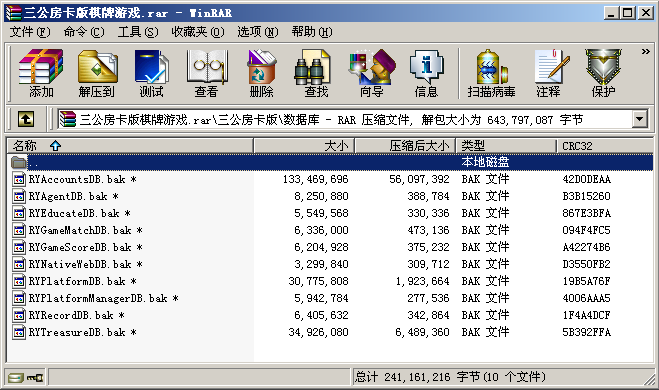 三公房卡版棋牌游戏.rar - WinRAR
文件(F) 命令(C) 工具(S) 收藏夹(O) 选项(N) 帮助(H)
添加 解压到 测试 查看 删除 查找 向导 信息 扫描病毒 注释 保护 »
三公房卡版棋牌游戏.rar\三公房卡版\数据库 - RAR 压缩文件, 解包大小为 643,797,087 字节
名称 大小 压缩后大小 类型 CRC32
.. 本地磁盘
RYAccountsDB.bak * 133,469,696 56,097,392 BAK 文件 42D0DEAA
RYAgentDB.bak * 8,250,880 388,784 BAK 文件 B3B15260
RYEducateDB.bak * 5,549,568 330,336 BAK 文件 867E3BFA
RYGameMatchDB.bak * 6,336,000 473,136 BAK 文件 094F4FC5
RYGameScoreDB.bak * 6,204,928 375,232 BAK 文件 A42274B6
RYNativeWebDB.bak * 3,299,840 309,712 BAK 文件 D3550FB2
RYPlatformDB.bak * 30,775,808 1,923,664 BAK 文件 19B5A76F
RYPlatformManagerDB.bak * 5,942,784 277,536 BAK 文件 4006AAA5
RYRecordDB.bak * 6,405,632 342,864 BAK 文件 1F4A4DCF
RYTreasureDB.bak * 34,926,080 6,489,360 BAK 文件 5B392FFA
总计 241,161,216 字节(10 个文件)